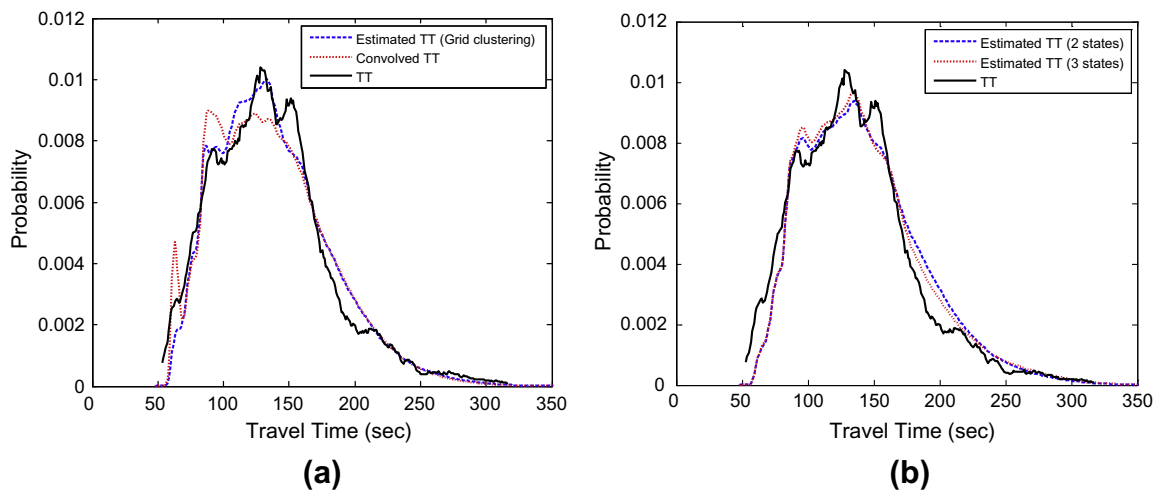 Estimated TT (Grid clustering)
Convolved TT
TT
0.012
0.01
0.008
0.006
0.004
0.002
0
Probability
0 50 100 150 200 250 300 350
Travel Time (sec)
(a)
Estimated TT (2 states)
Estimated TT (3 states)
TT
0.012
0.01
0.008
0.006
0.004
0.002
0
Probability
0 50 100 150 200 250 300 350
Travel Time (sec)
(b)